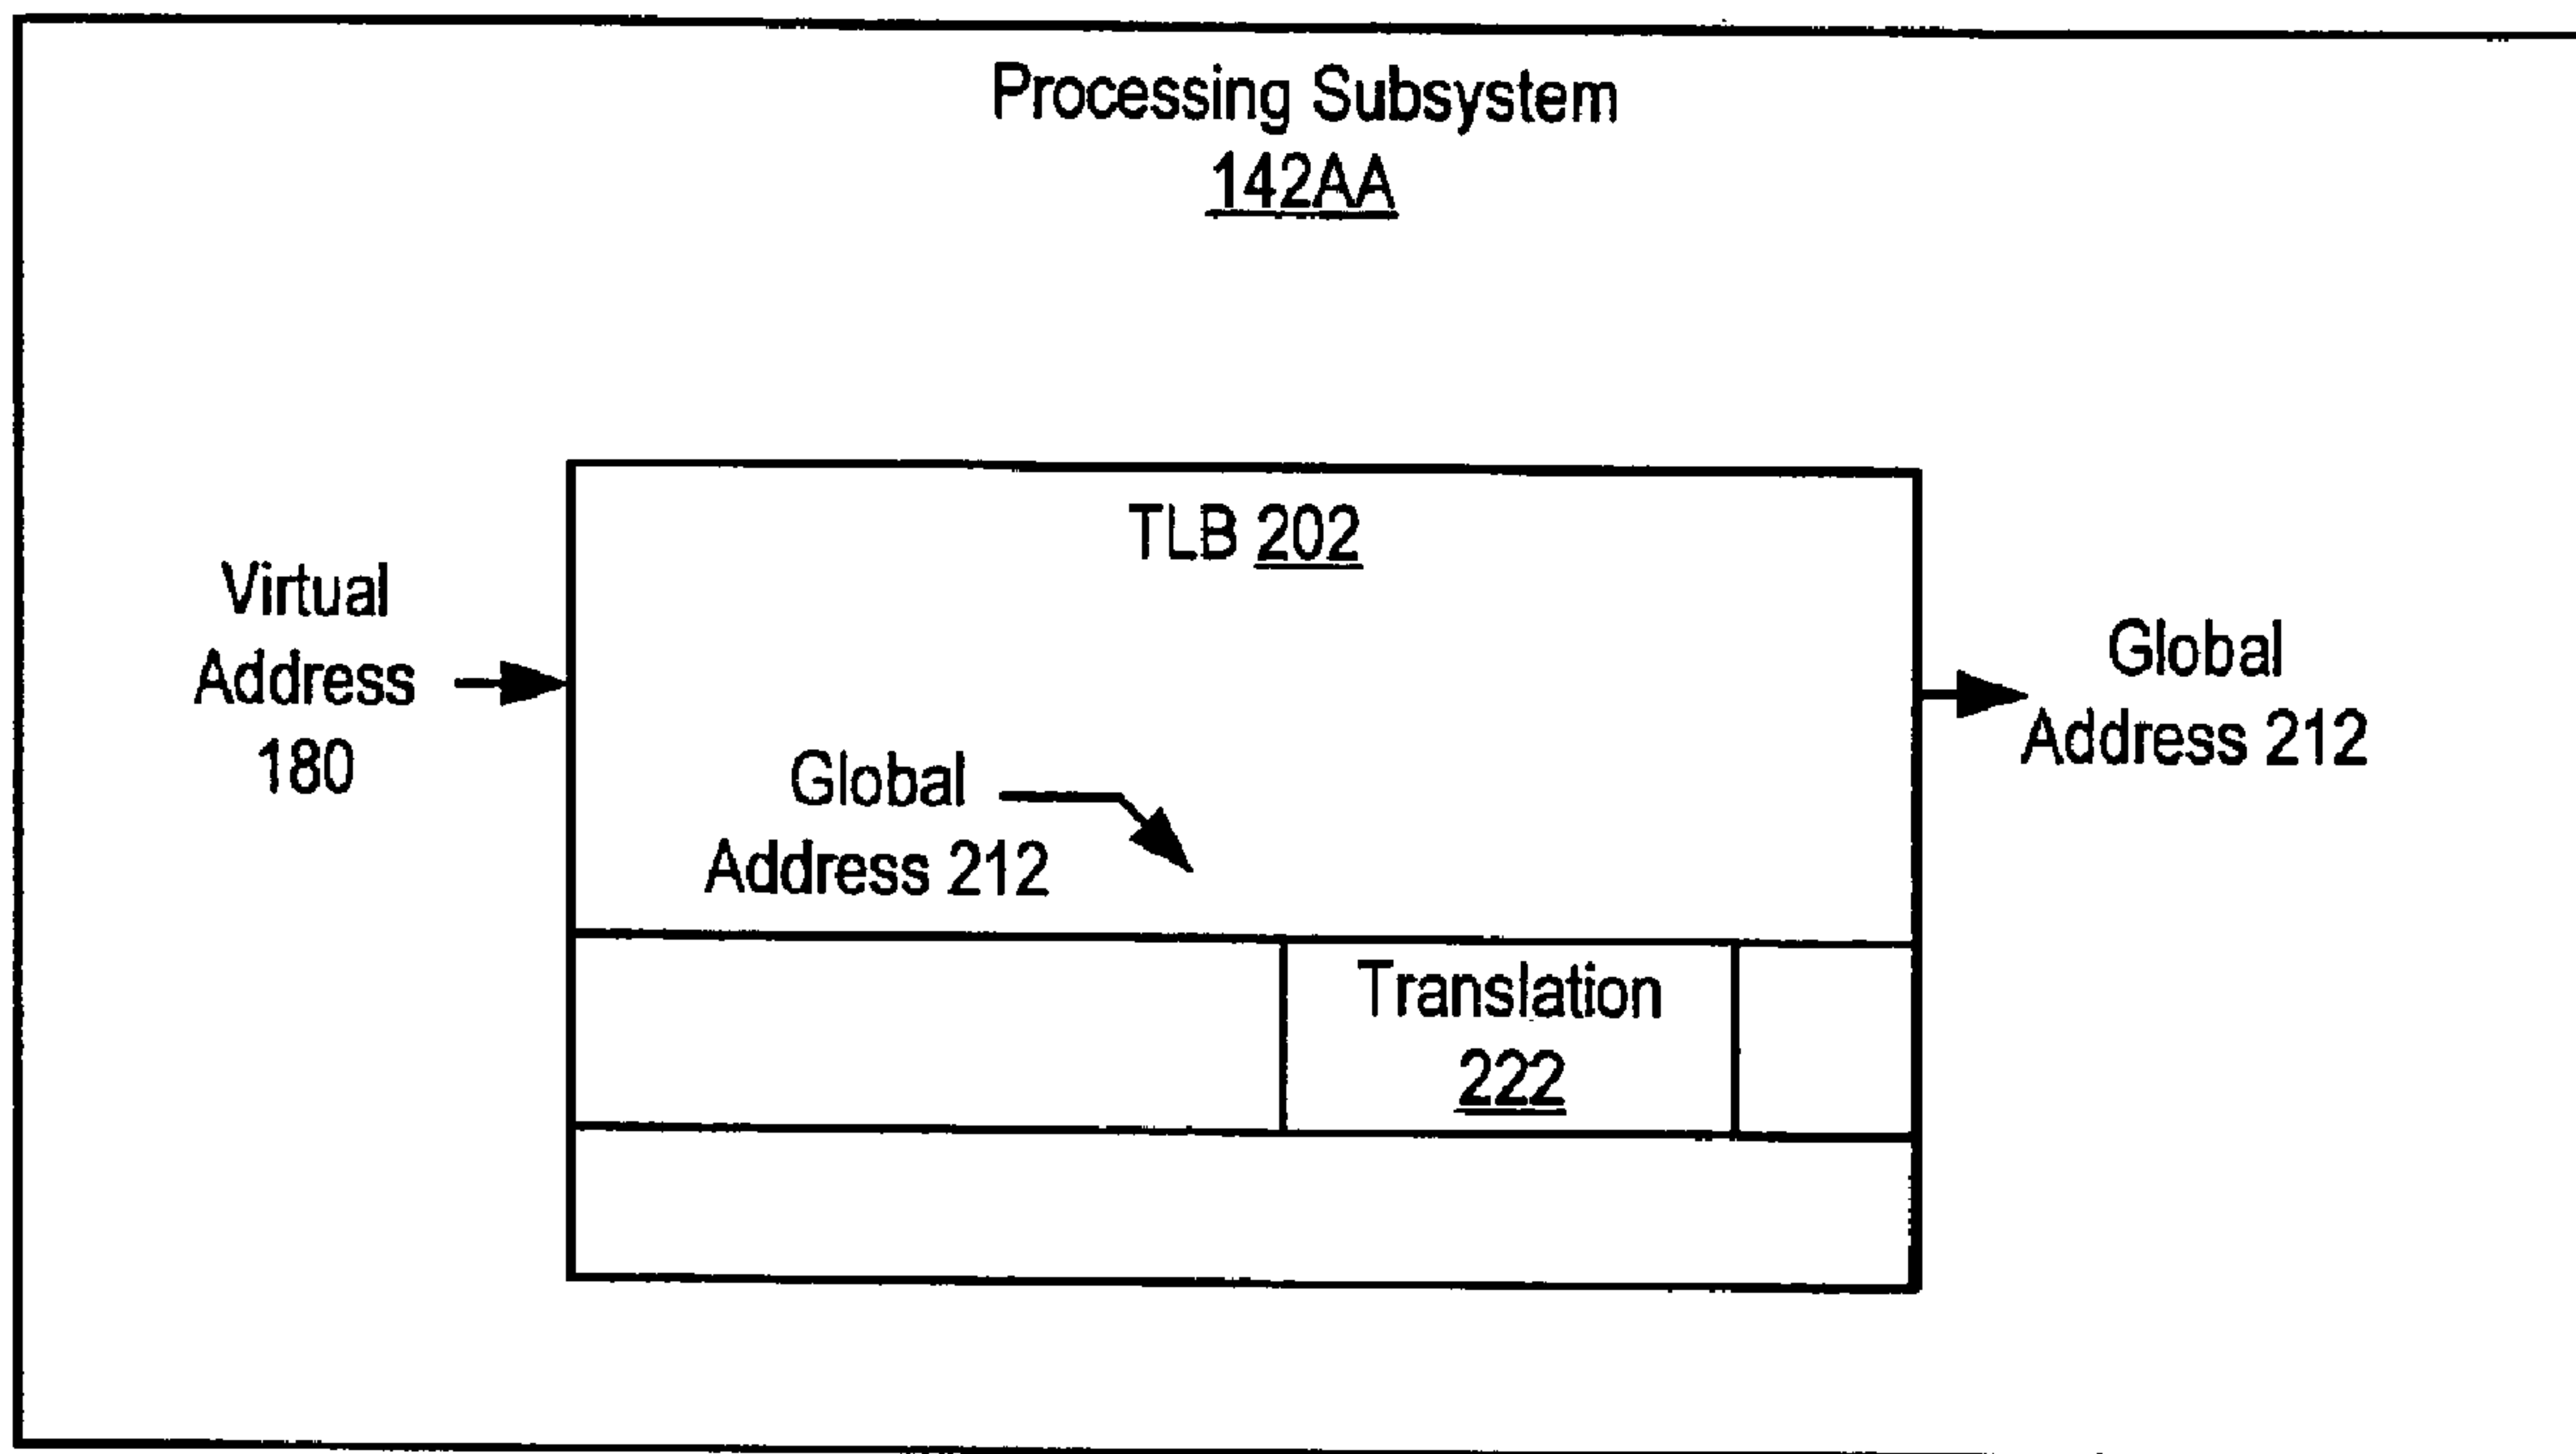 Processing Subsystem
142AA
TLB 202
Virtual
Address
180
Global
Address 212
Global
Address 212
Translation
222